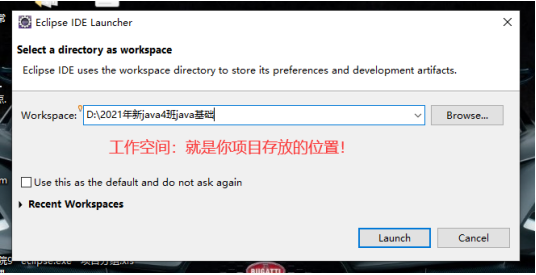 Eclipse IDE Launcher
Select a directory as workspace
Eclipse IDE uses the workspace directory to store its preferences and development artifacts.
Workspace: D:\2021年新java4班java基础 Browse...
工作空间：就是你项目存放的位置！
Use this as the default and do not ask again
Recent Workspaces
Launch Cancel
BUGATTI